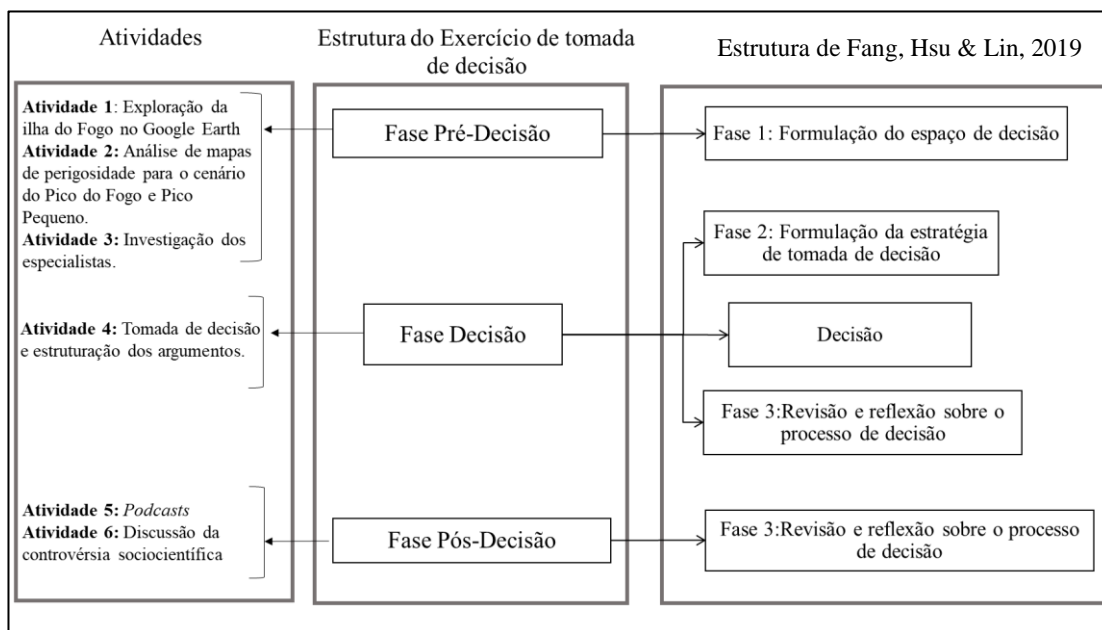 Atividades
Atividade 1: Exploração da
ilha do Fogo no Google Earth
Atividade 2: Análise de mapas
de perigosidade para o cenário
do Pico do Fogo e Pico
Pequeno.
Atividade 3: Investigação dos
especialistas.
Atividade 4: Tomada de decisão
e estruturação dos argumentos.
Atividade 5: Podcasts
Atividade 6: Discussão da
controvérsia sociocientífica
Estrutura do Exercício de tomada
de decisão
Fase Pré-Decisão
Fase Decisão
Fase Pós-Decisão
Estrutura de Fang, Hsu & Lin, 2019
Fase 1: Formulação do espaço de decisão
Fase 2: Formulação da estratégia
de tomada de decisão
Decisão
Fase 3:Revisão e reflexão sobre o
processo de decisão
Fase 3:Revisão e reflexão sobre o processo
de decisão